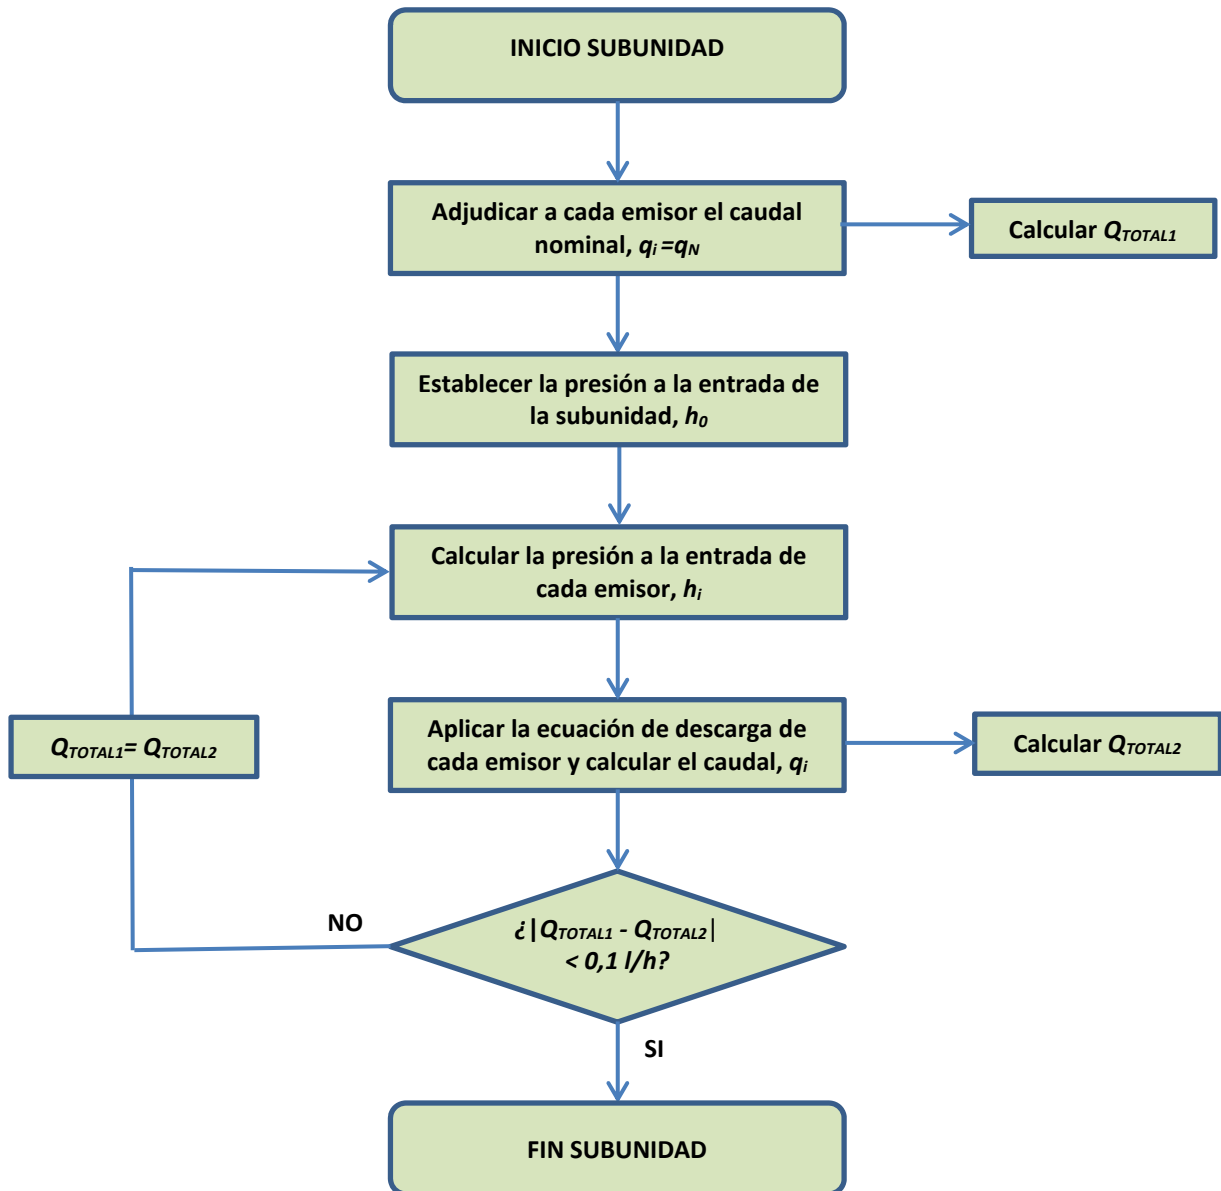 INICIO SUBUNIDAD
Adjudicar a cada emisor el caudal
nominal, qi =qN
Calcular QTOTAL1
Establecer la presión a la entrada de
la subunidad, h0
Calcular la presión a la entrada de
cada emisor, hi
Aplicar la ecuación de descarga de
cada emisor y calcular el caudal, qi
Calcular QTOTAL2
QTOTAL1= QTOTAL2
NO
¿|QTOTAL1 - QTOTAL2|
< 0,1 l/h?
SI
FIN SUBUNIDAD